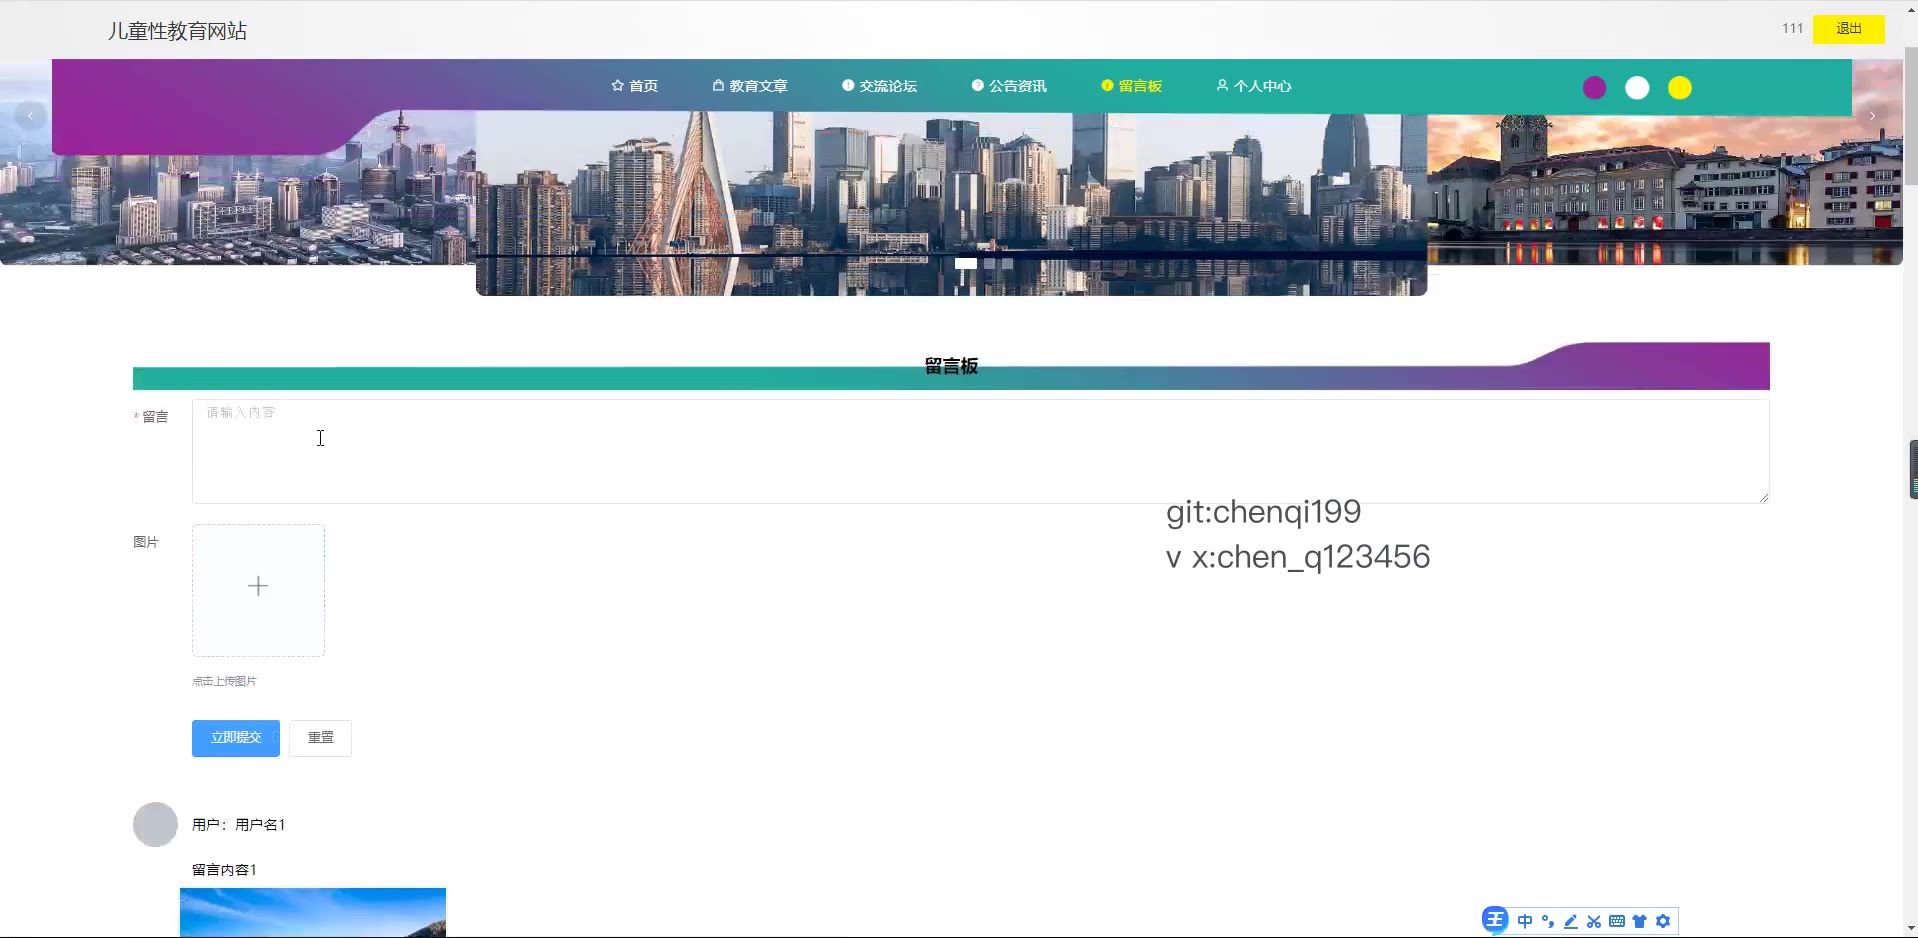 儿童性教育网站
111
退出
首页
教育文章
交流论坛
公告资讯
留言板
个人中心
留言板
* 留言
请输入内容
git:chenqi199
v x:chen_q123456
图片
点击上传图片
立即提交
重置
用户：用户名1
留言内容1
王 中